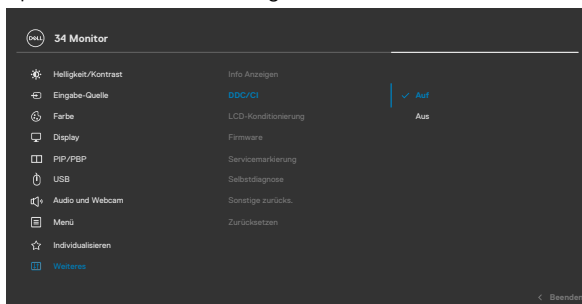 DELL 34 Monitor
Helligkeit/Kontrast
Info Anzeigen
Eingabe-Quelle
DDC/CI
Auf
Farbe
LCD-Konditionierung
Aus
Display
Firmware
PIP/PBP
Servicemarkierung
USB
Selbstdiagnose
Audio und Webcam
Sonstige zurücks.
Menü
Zurücksetzen
Individualisieren
Weiteres
Beenden